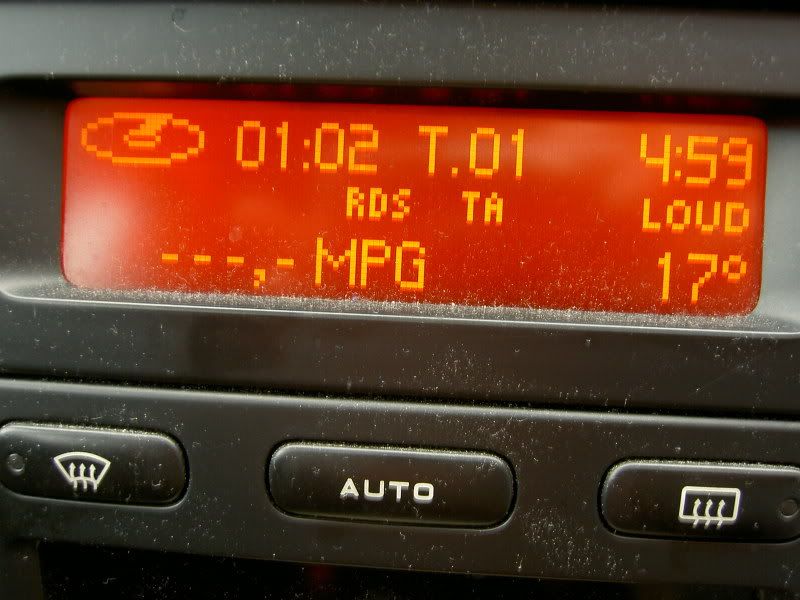 01:02 T.01 4:59
RDS TA LOUD
---,- MPG 17°
AUTO